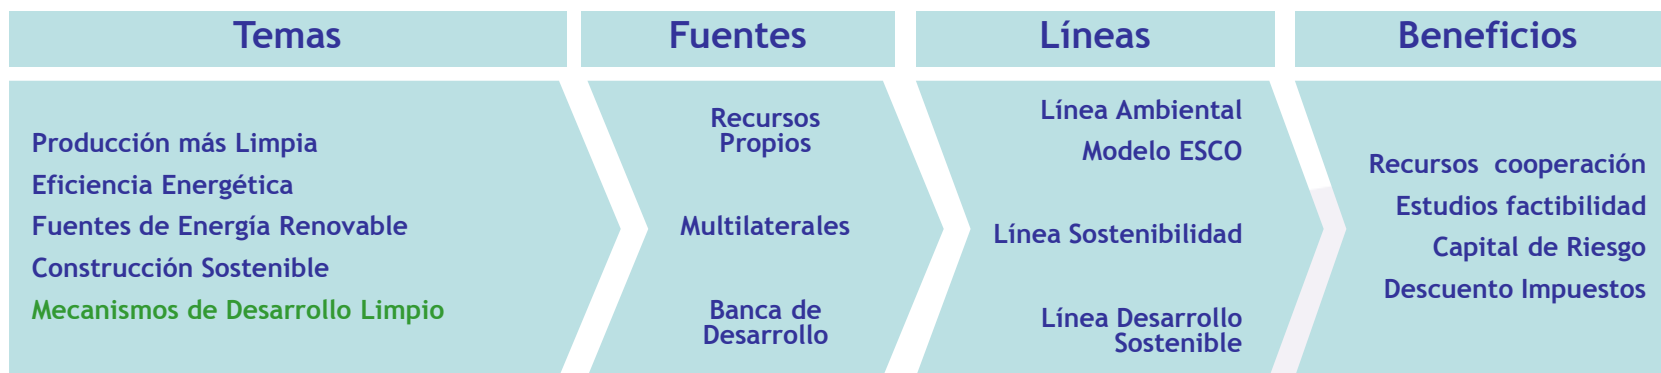 Temas
Fuentes
Líneas
Beneficios
Producción más Limpia
Eficiencia Energética
Fuentes de Energía Renovable
Construcción Sostenible
Mecanismos de Desarrollo Limpio
Recursos
Propios
Multilaterales
Banca de
Desarrollo
Línea Ambiental
Modelo ESCO
Línea Sostenibilidad
Línea Desarrollo
Sostenible
Recursos cooperación
Estudios factibilidad
Capital de Riesgo
Descuento Impuestos